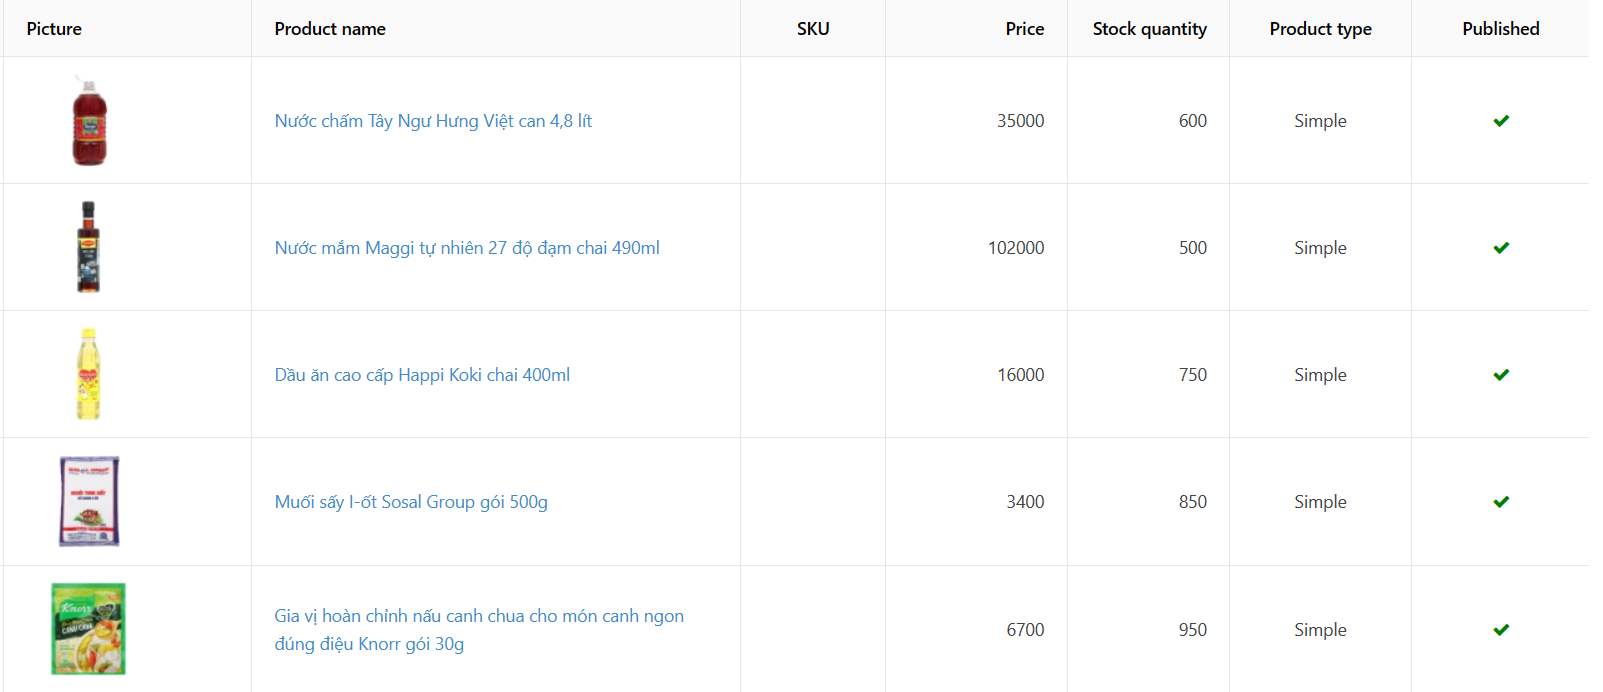 Picture Product name SKU Price Stock quantity Product type Published
Nước chấm Tây Ngư Hưng Việt can 4,8 lít 35000 600 Simple
Nước mắm Maggi tự nhiên 27 độ đạm chai 490ml 102000 500 Simple
Dầu ăn cao cấp Happi Koki chai 400ml 16000 750 Simple
Muối sấy I-ốt Sosal Group gói 500g 3400 850 Simple
Knorr
Gia vị hoàn chỉnh nấu canh chua cho món canh ngon
đúng điệu Knorr gói 30g 6700 950 Simple